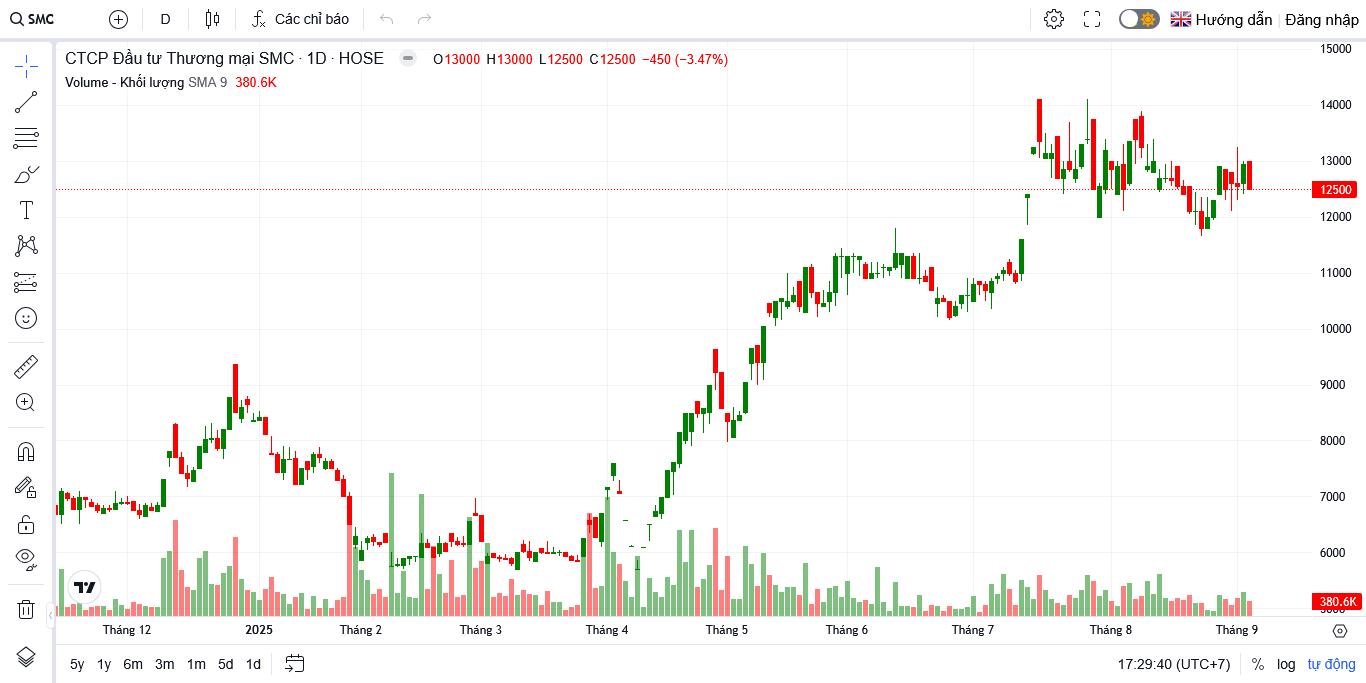 SMC D Các chỉ báo Hướng dẫn Đăng nhập
CTCP Đầu tư Thương mại SMC · 1D · HOSE O13000 H13000 L12500 C12500 −450 (−3.47%)
Volume - Khối lượng SMA 9 380.6K
15000
14000
13000
12500
12000
11000
10000
9000
8000
7000
6000
380.6K
Tháng 12 2025 Tháng 2 Tháng 3 Tháng 4 Tháng 5 Tháng 6 Tháng 7 Tháng 8 Tháng 9
5y 1y 6m 3m 1m 5d 1d 17:29:40 (UTC+7) % log tự động